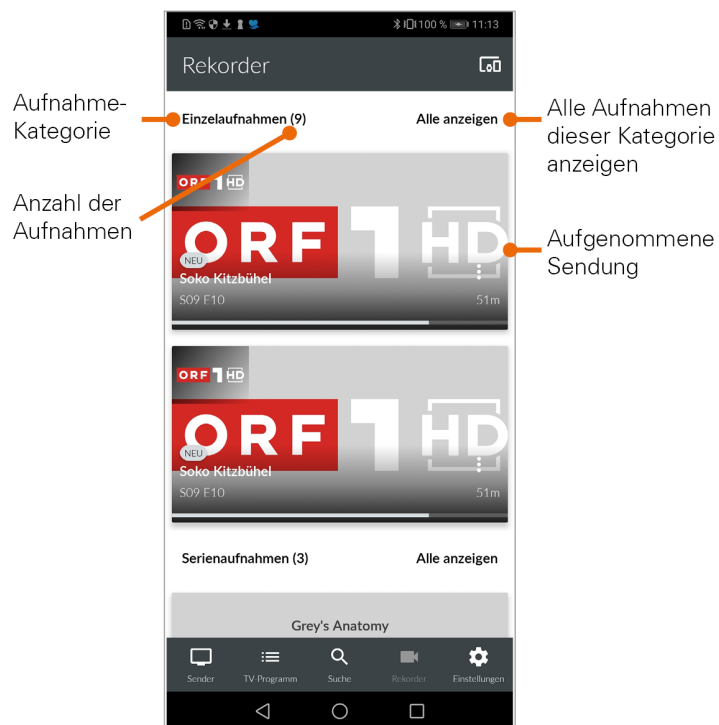 100 % 11:13
Rekorder
Aufnahme-
Kategorie
Einzelaufnahmen (9)
Alle anzeigen
Alle Aufnahmen
dieser Kategorie
anzeigen
Anzahl der
Aufnahmen
ORF 1 HD
ORF 1 HD
NEU
Soko Kitzbühel
S09 E10
51m
Aufgenommene
Sendung
ORF 1 HD
ORF 1 HD
NEU
Soko Kitzbühel
S09 E10
51m
Serienaufnahmen (3)
Alle anzeigen
Grey's Anatomy
Sender
TV-Programm
Suche
Rekorder
Einstellungen